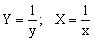 Y = 1/y;  X = 1/x